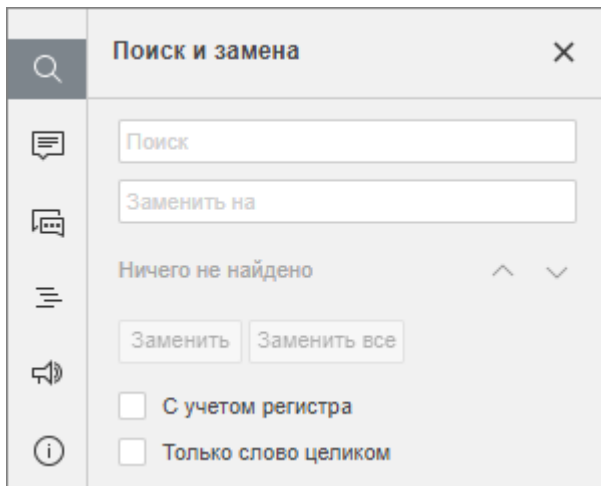 Поиск и замена
Поиск
Заменить на
Ничего не найдено
Заменить Заменить все
С учетом регистра
Только слово целиком